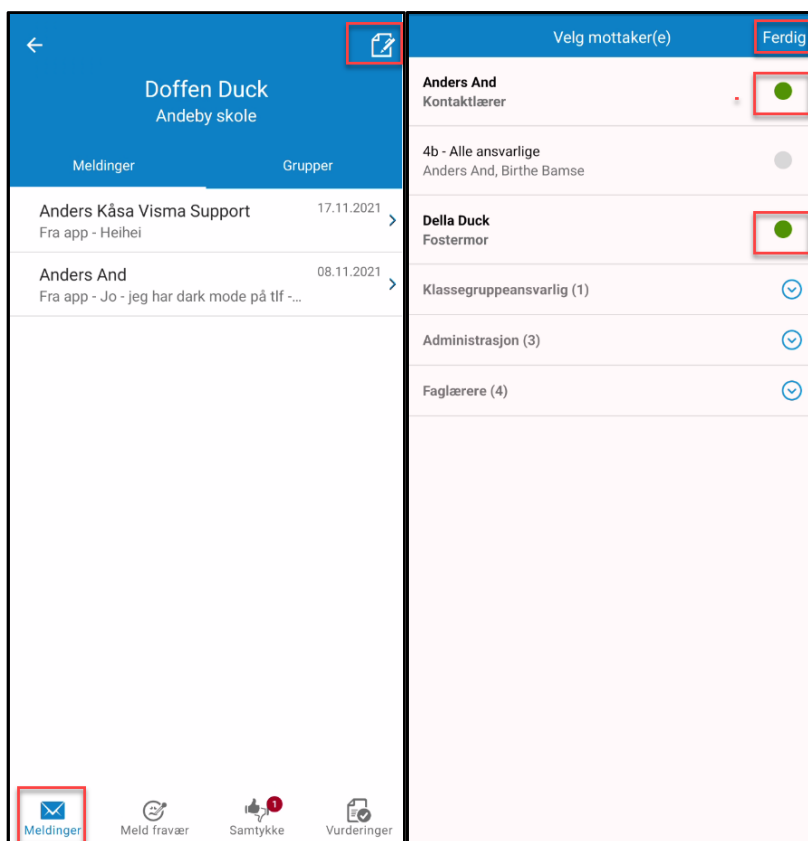 Doffen Duck
Andeby skole
Meldinger
Grupper
Anders Kåsa Visma Support
17.11.2021
Fra app - Heihei
Anders And
08.11.2021
Fra app - Jo - jeg har dark mode på tlf -...
Meldinger
Meld fravær
1
Samtykke
Vurderinger
Velg mottaker(e)
Ferdig
Anders And
Kontaktlærer
4b - Alle ansvarlige
Anders And, Birthe Bamse
Della Duck
Fostermor
Klassegruppeansvarlig (1)
Administrasjon (3)
Faglærere (4)